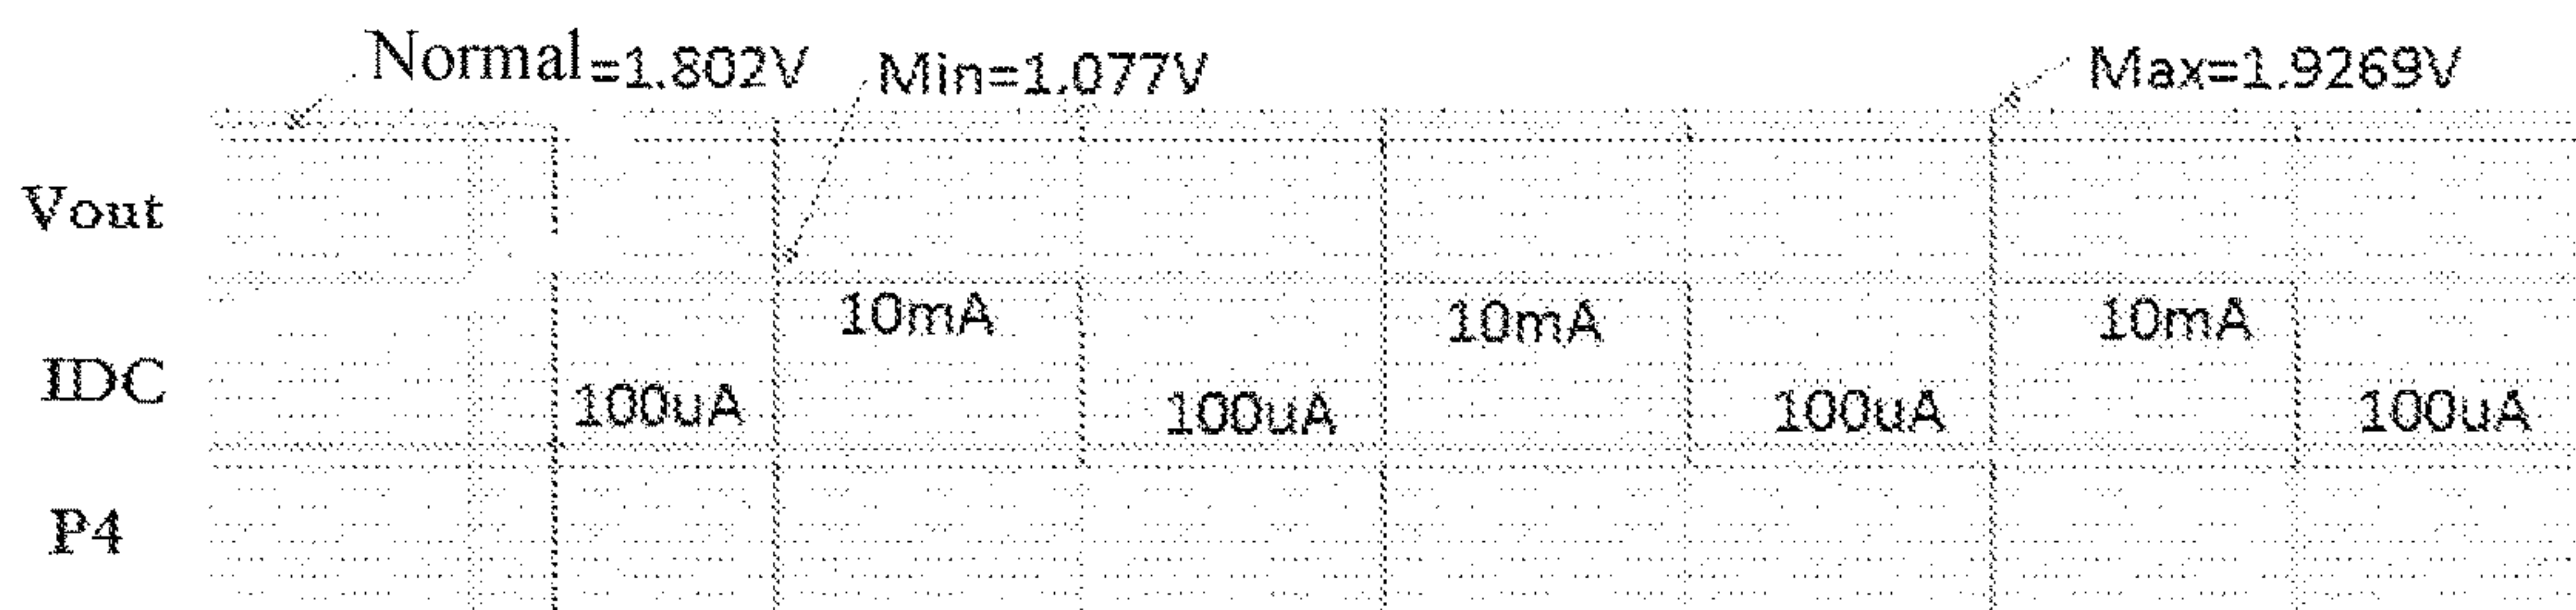 Normal=1.802V Min=1.077V Max=1.9269V
Vout
10mA 10mA 10mA
IDC 100uA 100uA 100uA 100uA
P4